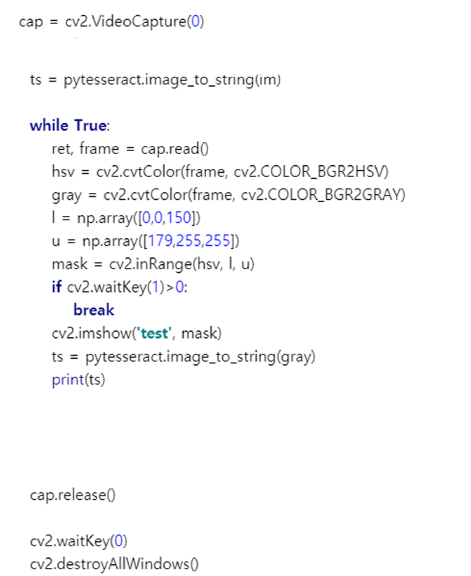 cap = cv2.VideoCapture(0)
ts = pytesseract.image_to_string(im)
while True:
ret, frame = cap.read()
hsv = cv2.cvtColor(frame, cv2.COLOR_BGR2HSV)
gray = cv2.cvtColor(frame, cv2.COLOR_BGR2GRAY)
l = np.array([0,0,150])
u = np.array([179,255,255])
mask = cv2.inRange(hsv, l, u)
if cv2.waitKey(1)>0:
break
cv2.imshow('test', mask)
ts = pytesseract.image_to_string(gray)
print(ts)
cap.release()
cv2.waitKey(0)
cv2.destroyAllWindows()